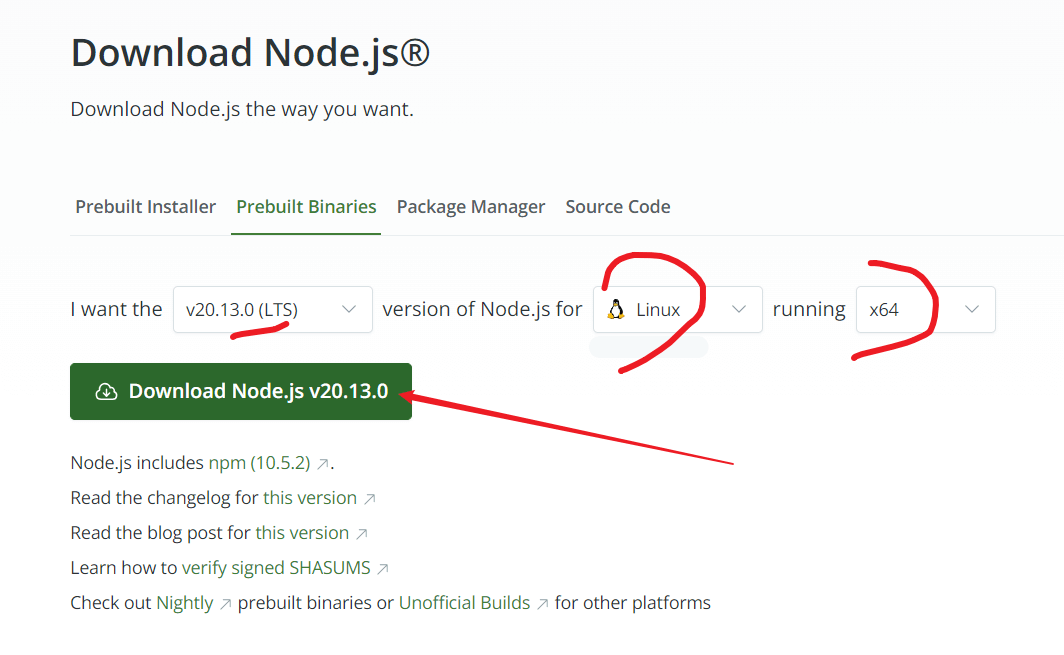 Download Node.js®
Download Node.js the way you want.
Prebuilt Installer Prebuilt Binaries Package Manager Source Code
I want the v20.13.0 (LTS) version of Node.js for Linux running x64
Download Node.js v20.13.0
Node.js includes npm (10.5.2) ↗.
Read the changelog for this version ↗
Read the blog post for this version ↗
Learn how to verify signed SHASUMS ↗
Check out Nightly ↗ prebuilt binaries or Unofficial Builds ↗ for other platforms